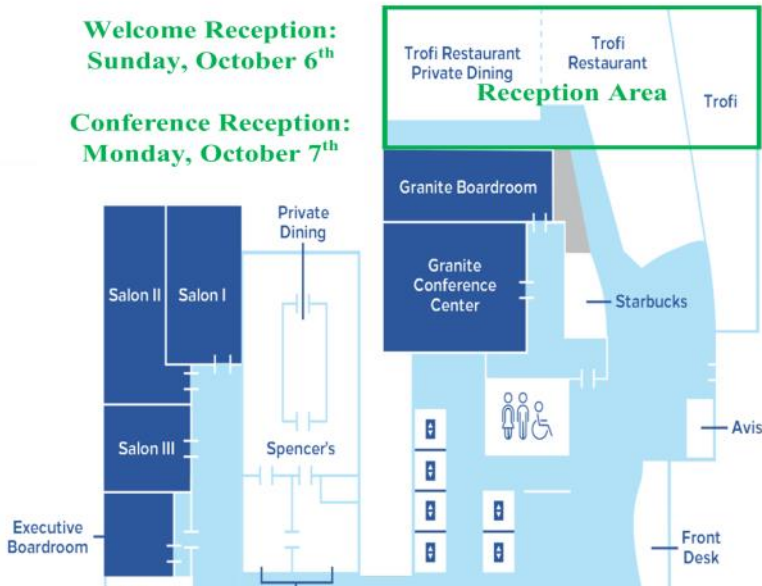 Welcome Reception:
Sunday, October 6th
Conference Reception:
Monday, October 7th
Trofi Restaurant
Private Dining
Trofi
Restaurant
Reception Area
Trofi
Granite Boardroom
Private
Dining
Granite
Conference
Center
Salon II
Salon I
Starbucks
Avis
Salon III
Spencer's
Executive
Boardroom
Front
Desk